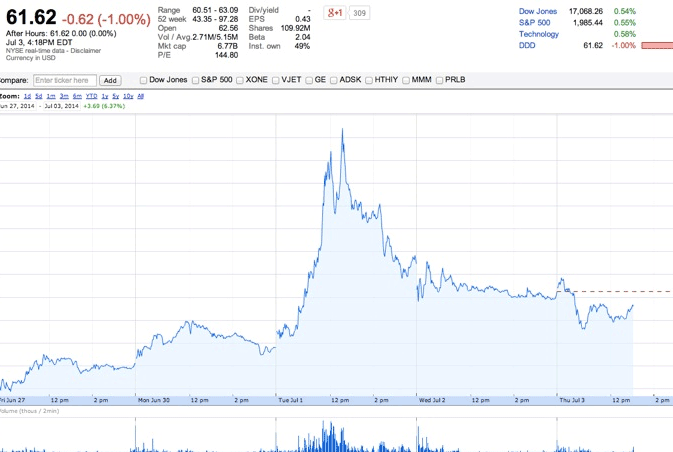 61.62 -0.62 (-1.00%)
After Hours: 61.62 0.00 (0.00%)
Jul 3, 4:18PM EDT
NYSE real-time data - Disclaimer
Currency in USD
Range 60.51 - 63.09
52 week 43.35 - 97.28
Open 62.56
Vol / Avg. 2.71M/5.15M
Mkt cap 6.77B
P/E 144.80
Div/yield -
EPS 0.43
Shares 109.92M
Beta 2.04
Inst. own 49%
g+1 309
Dow Jones 17,068.26 0.54%
S&P 500 1,985.44 0.55%
Technology 0.58%
DDD 61.62 -1.00%
Compare: Enter ticker here Add Dow Jones S&P 500 XONE VJET GE ADSK HTHIY MMM PRLB
Zoom: 1d 5d 1m 3m 6m YTD 1y 5y 10y All
Jun 27, 2014 - Jul 03, 2014 +3.69 (6.37%)
Fri Jun 27 12 pm 2 pm Mon Jun 30 12 pm 2 pm Tue Jul 1 12 pm 2 pm Wed Jul 2 12 pm 2 pm Thu Jul 3 12 pm 2 pm
Volume (thous / 2min)